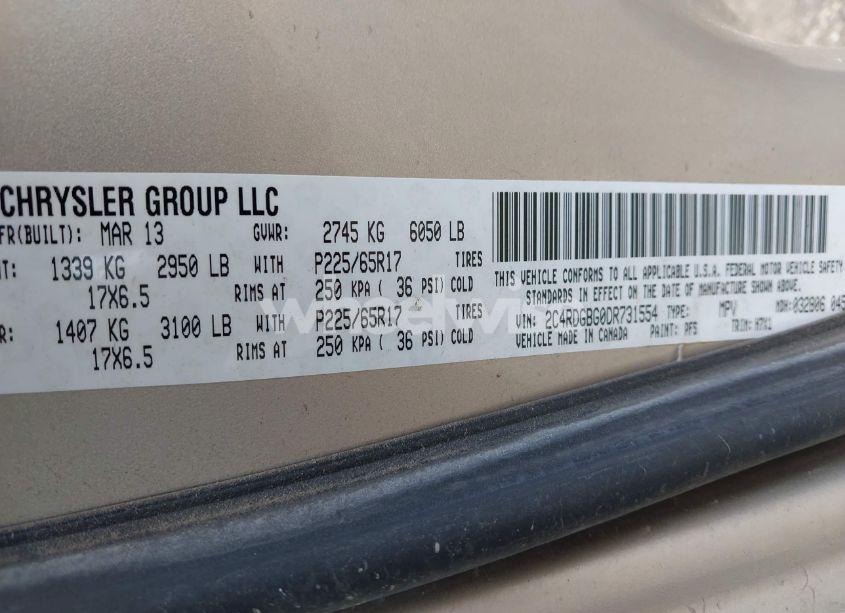 CHRYSLER GROUP LLC
FR(BUILT): MAR 13 GVWR: 2745 KG 6050 LB
T: 1339 KG 2950 LB WITH P225/65R17 TIRES
17X6.5 RIMS AT 250 KPA ( 36 PSI) COLD
R: 1407 KG 3100 LB WITH P225/65R17 TIRES
17X6.5 RIMS AT 250 KPA ( 36 PSI) COLD
THIS VEHICLE CONFORMS TO ALL APPLICABLE U.S.A. FEDERAL MOTOR VEHICLE SAFETY
STANDARDS IN EFFECT ON THE DATE OF MANUFACTURE SHOWN ABOVE.
VIN: 2C4RDGBG0DR731554 TYPE: MPV MDH:032806 045
VEHICLE MADE IN CANADA PAINT: PFS TRIM: